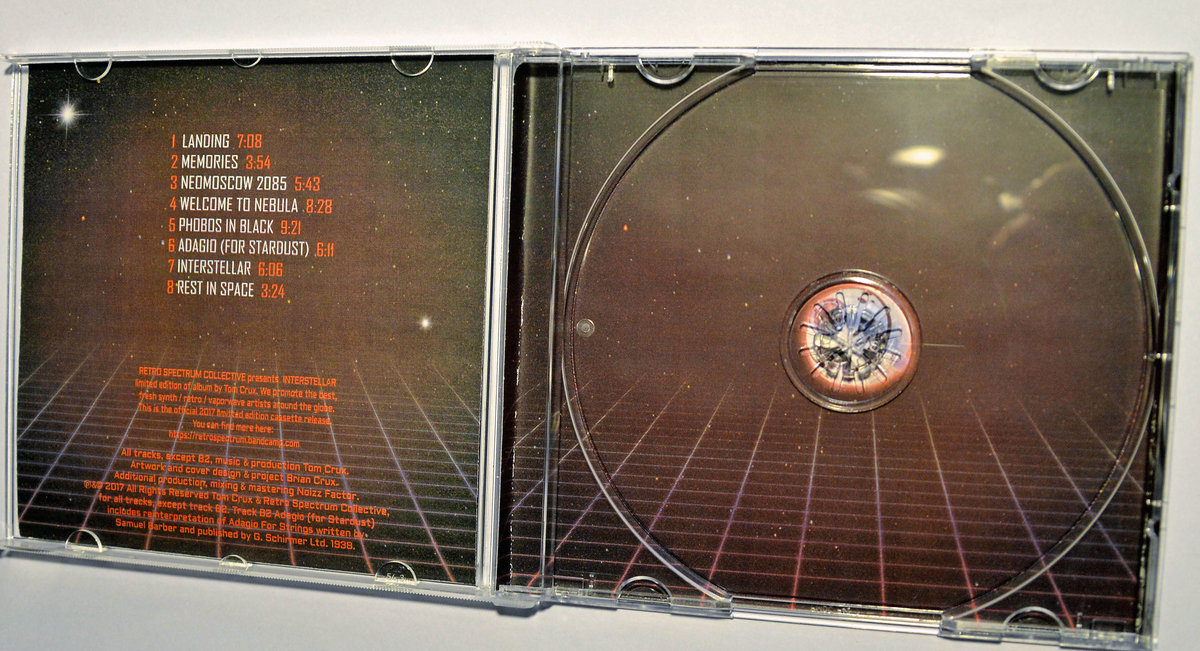 1 LANDING 7:08
2 MEMORIES 3:54
3 NEOMOSCOW 2085 5:43
4 WELCOME TO NEBULA 8:28
5 PHOBOS IN BLACK 9:21
6 ADAGIO (FOR STARDUST) 6:11
7 INTERSTELLAR 6:06
8 REST IN SPACE 3:24
RETRO SPECTRUM COLLECTIVE presents INTERSTELLAR
limited edition of album by Tom Crux. We promote the best,
fresh synth / retro / vaporwave artists around the globe.
This is the official 2017 limited edition cassette release.
You can find more here:
https://retrospectrum.bandcamp.com
All tracks, except B2, music & production Tom Crux.
Artwork and cover design & project Brian Crux.
Additional production, mixing & mastering Noizz Factor.
℗&© 2017 All Rights Reserved Tom Crux & Retro Spectrum Collective,
for all tracks, except track B2. Track B2 Adagio (for Stardust)
includes reinterpretation of Adagio For Strings written by
Samuel Barber and published by G. Schirmer Ltd. 1938.